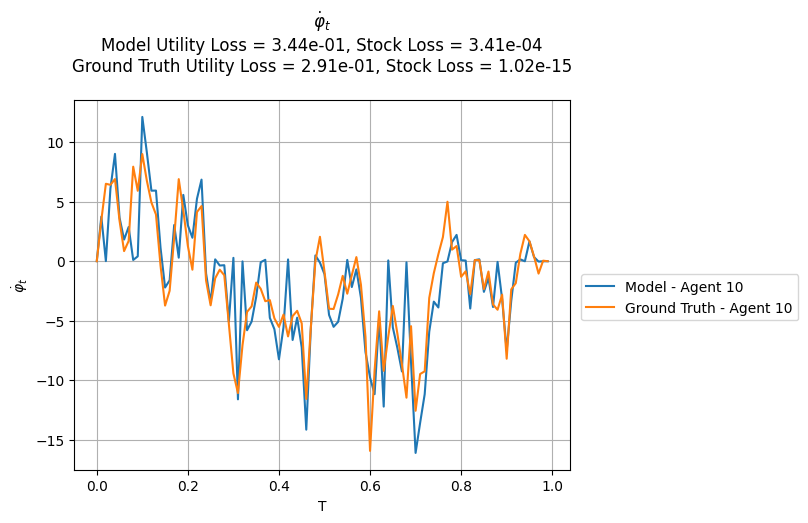 φ̇ₜ
Model Utility Loss = 3.44e-01, Stock Loss = 3.41e-04
Ground Truth Utility Loss = 2.91e-01, Stock Loss = 1.02e-15
10
5
0
−5
−10
−15
φ̇ₜ
0.0 0.2 0.4 0.6 0.8 1.0
T
Model - Agent 10
Ground Truth - Agent 10